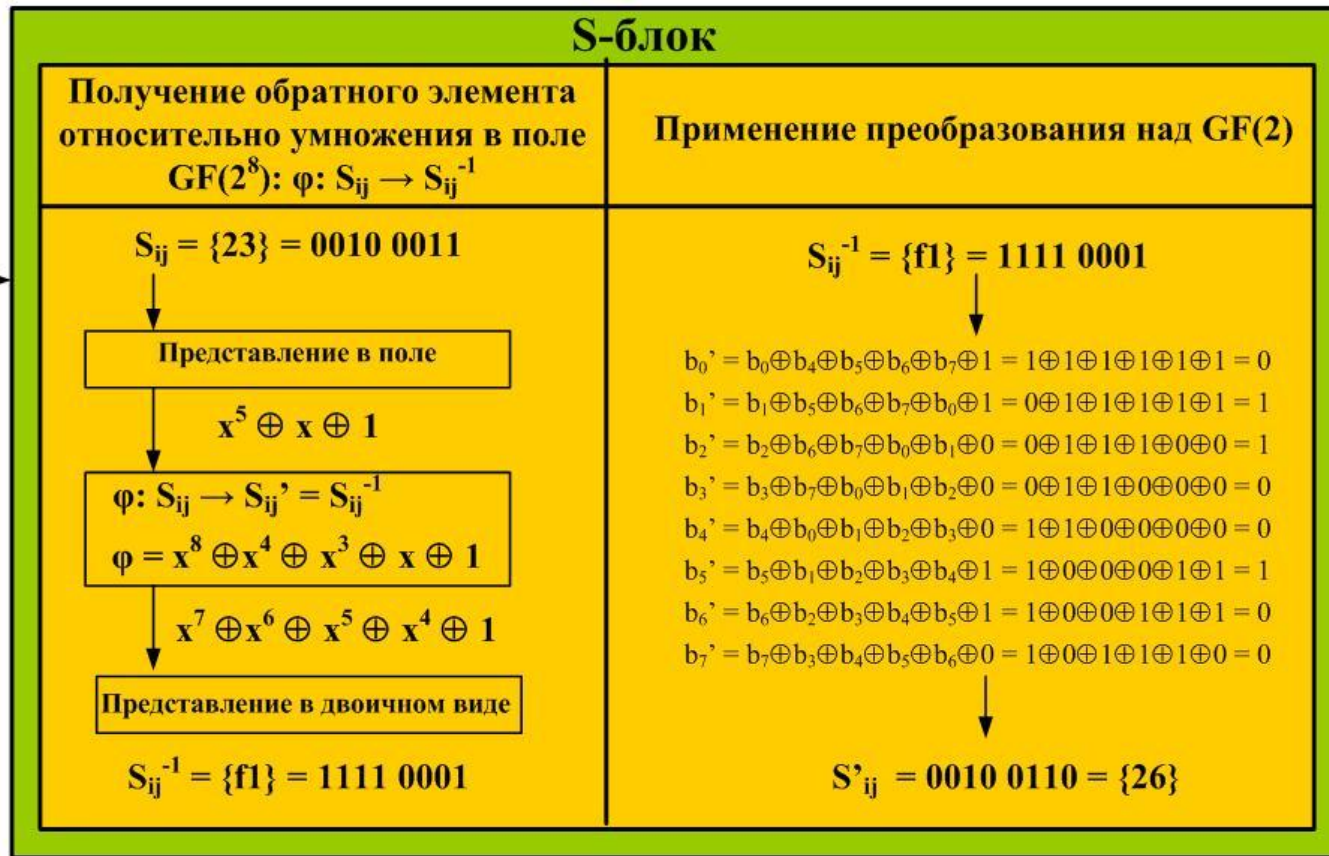 S-блок
Получение обратного элемента
относительно умножения в поле
GF(2⁸): φ: Sᵢⱼ → Sᵢⱼ⁻¹
Sᵢⱼ = {23} = 0010 0011
Представление в поле
x⁵ ⊕ x ⊕ 1
φ: Sᵢⱼ → Sᵢⱼ’ = Sᵢⱼ⁻¹
φ = x⁸ ⊕x⁴ ⊕ x³ ⊕ x ⊕ 1
x⁷ ⊕x⁶ ⊕ x⁵ ⊕ x⁴ ⊕ 1
Представление в двоичном виде
Sᵢⱼ⁻¹ = {f1} = 1111 0001
Применение преобразования над GF(2)
Sᵢⱼ⁻¹ = {f1} = 1111 0001
b₀’ = b₀⊕b₄⊕b₅⊕b₆⊕b₇⊕1 = 1⊕1⊕1⊕1⊕1⊕1 = 0
b₁’ = b₁⊕b₅⊕b₆⊕b₇⊕b₀⊕1 = 0⊕1⊕1⊕1⊕1⊕1 = 1
b₂’ = b₂⊕b₆⊕b₇⊕b₀⊕b₁⊕0 = 0⊕1⊕1⊕1⊕0⊕0 = 1
b₃’ = b₃⊕b₇⊕b₀⊕b₁⊕b₂⊕0 = 0⊕1⊕1⊕0⊕0⊕0 = 0
b₄’ = b₄⊕b₀⊕b₁⊕b₂⊕b₃⊕0 = 1⊕1⊕0⊕0⊕0⊕0 = 0
b₅’ = b₅⊕b₁⊕b₂⊕b₃⊕b₄⊕1 = 1⊕0⊕0⊕0⊕1⊕1 = 1
b₆’ = b₆⊕b₂⊕b₃⊕b₄⊕b₅⊕1 = 1⊕0⊕0⊕1⊕1⊕1 = 0
b₇’ = b₇⊕b₃⊕b₄⊕b₅⊕b₆⊕0 = 1⊕0⊕1⊕1⊕1⊕0 = 0
S’ᵢⱼ = 0010 0110 = {26}